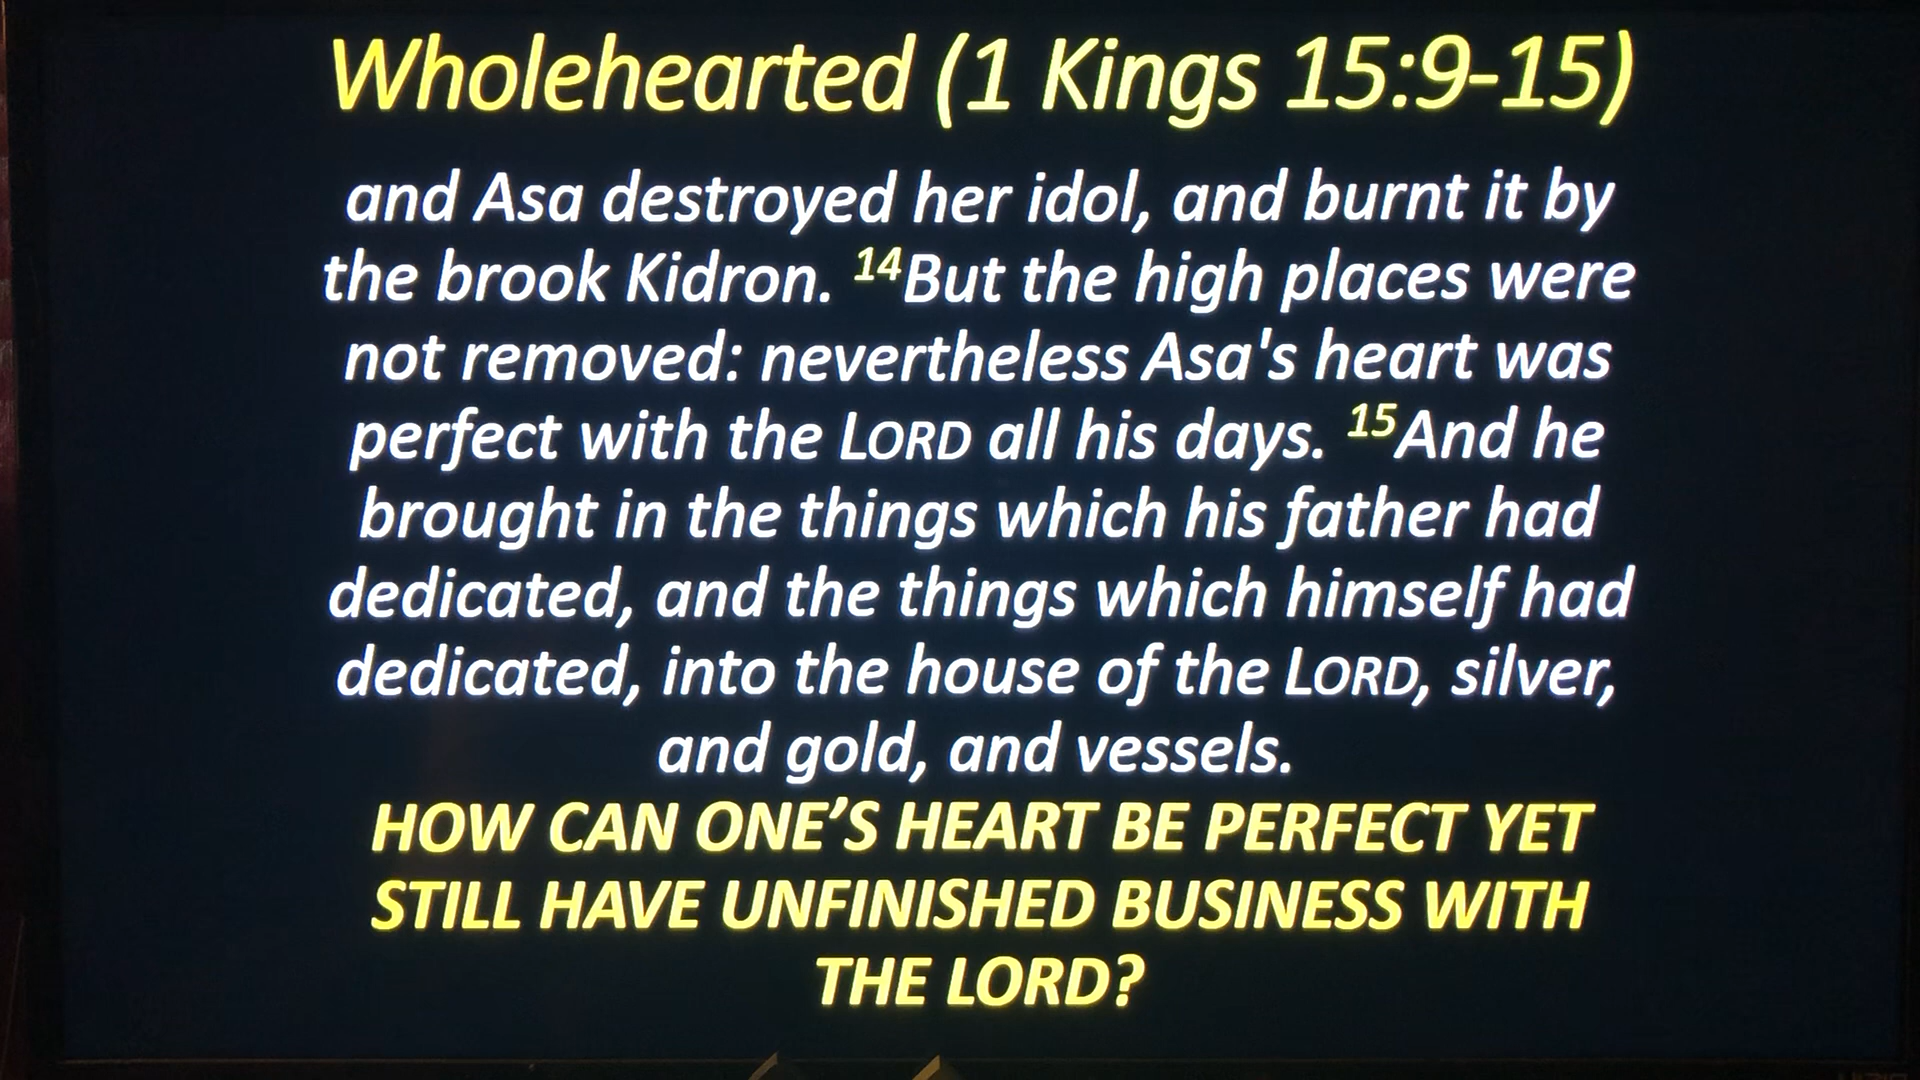 Wholehearted (1 Kings 15:9-15)
and Asa destroyed her idol, and burnt it by
the brook Kidron. 14But the high places were
not removed: nevertheless Asa's heart was
perfect with the LORD all his days. 15And he
brought in the things which his father had
dedicated, and the things which himself had
dedicated, into the house of the LORD, silver,
and gold, and vessels.
HOW CAN ONE’S HEART BE PERFECT YET
STILL HAVE UNFINISHED BUSINESS WITH
THE LORD?